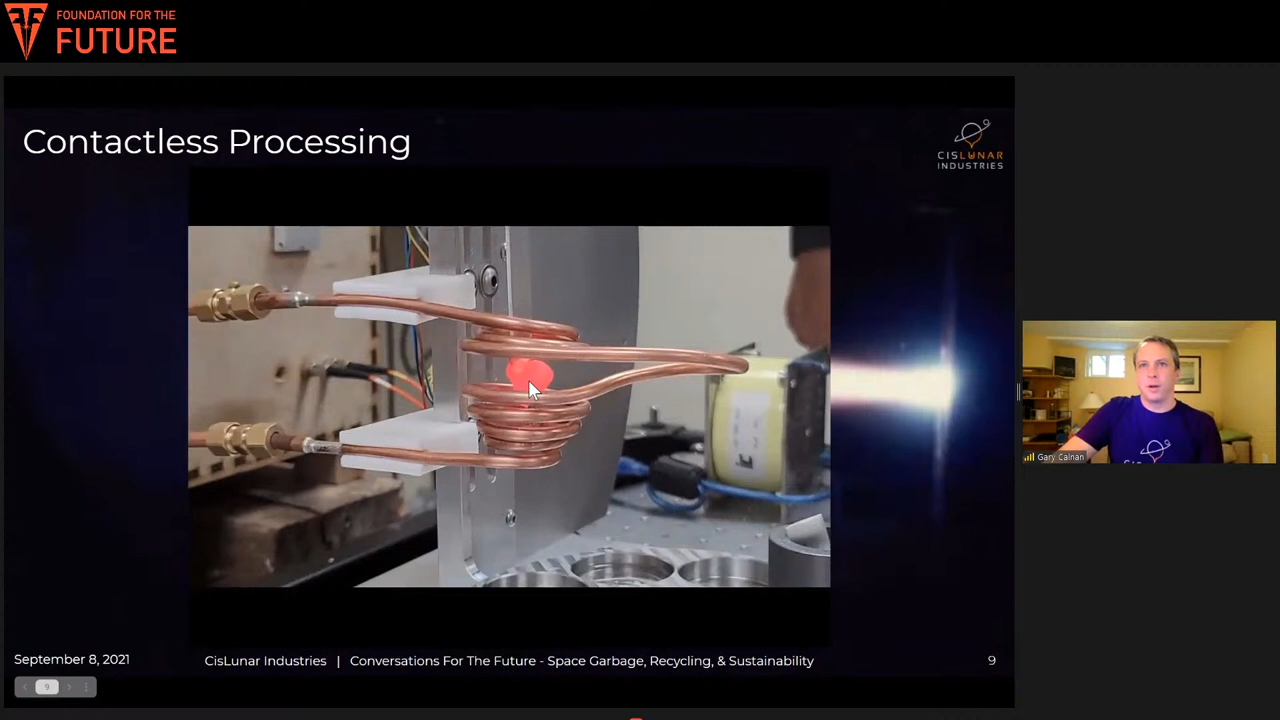 FOUNDATION FOR THE
FUTURE
Contactless Processing
CISLUNAR
INDUSTRIES
Gary Calnan
September 8, 2021
CisLunar Industries | Conversations For The Future - Space Garbage, Recycling, & Sustainability
9
9